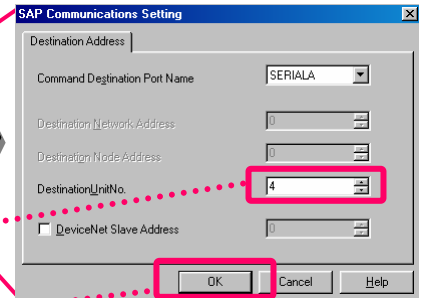 SAP Communications Setting
Destination Address
Command Destination Port Name SERIALA
Destination Network Address 0
Destination Node Address 0
DestinationUnitNo. 4
DeviceNet Slave Address 0
OK Cancel Help